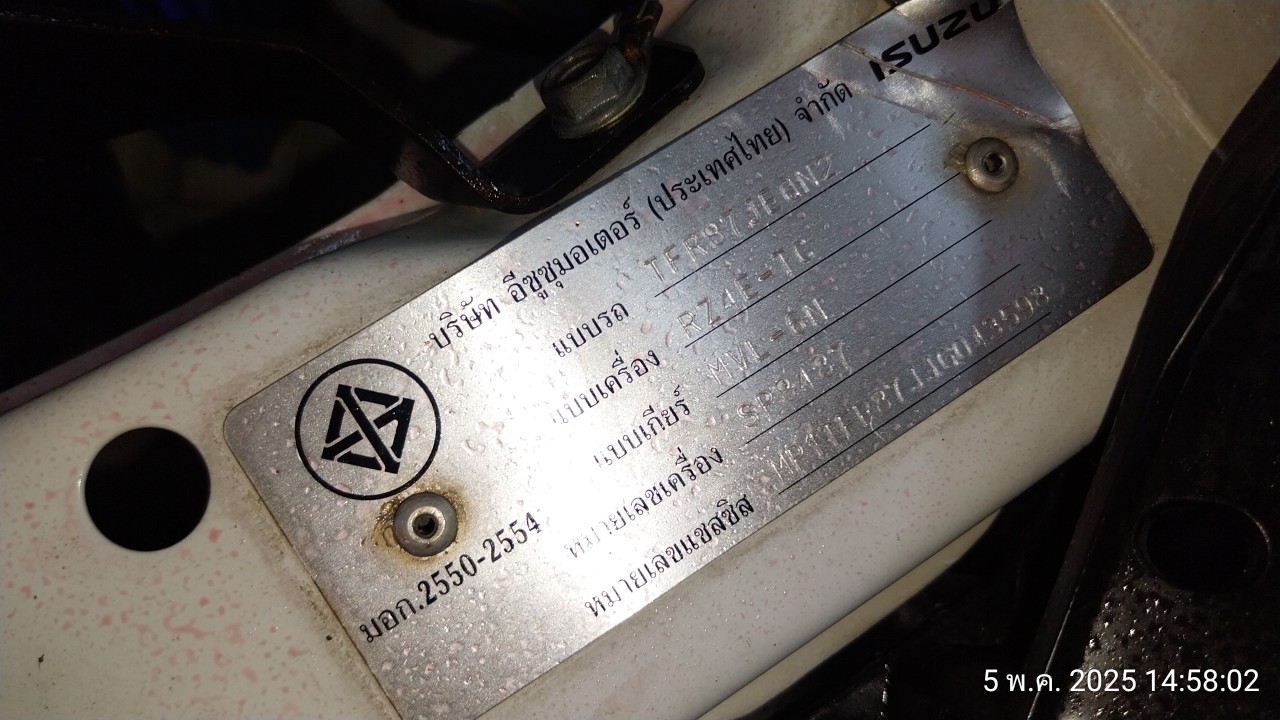 ISUZU
บริษัท อีซูซุมอเตอร์ (ประเทศไทย) จำกัด
แบบรถ
แบบเครื่อง RZ4E-TC
แบบเกียร์ MVL-6N
หมายเลขเครื่อง
หมายเลขแชสซิส
มอก.2550-2554
5 พ.ค. 2025 14:58:02